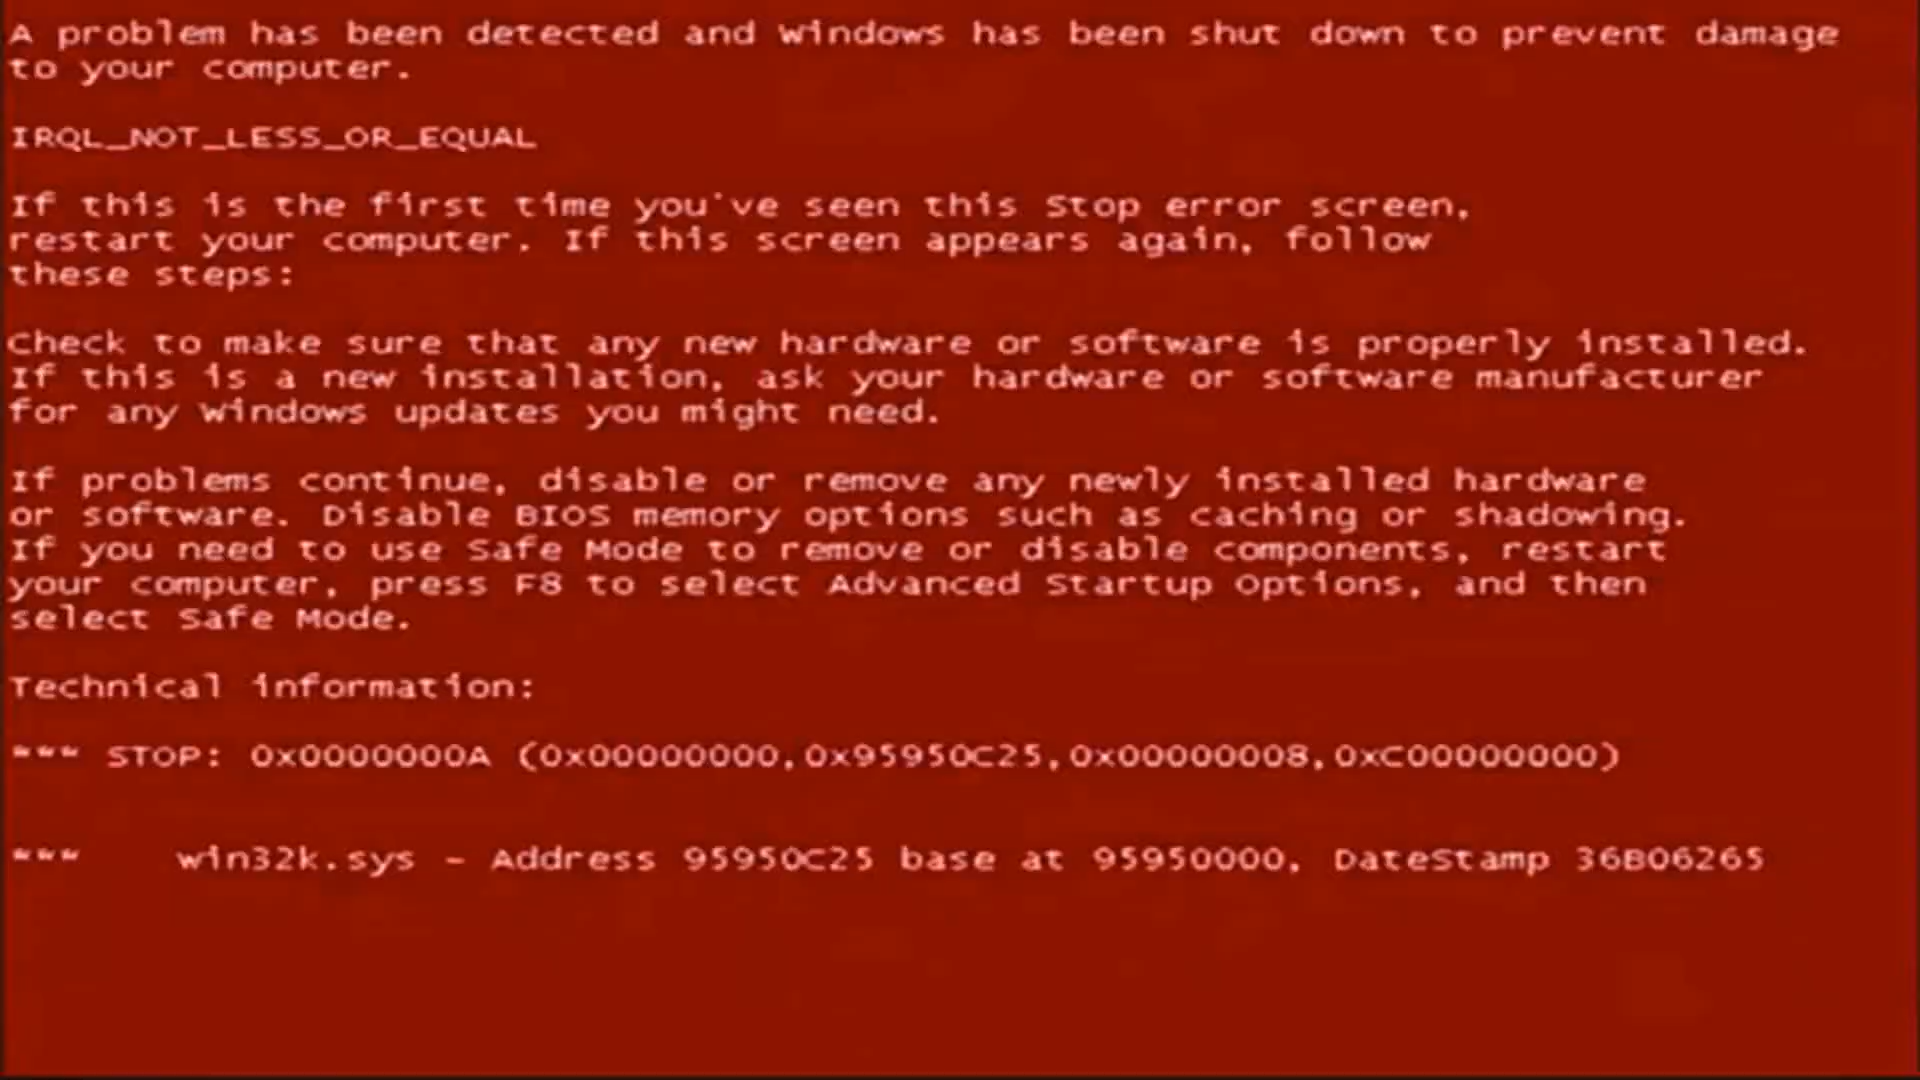 A problem has been detected and windows has been shut down to prevent damage
to your computer.
IRQL_NOT_LESS_OR_EQUAL
If this is the first time you've seen this Stop error screen,
restart your computer. If this screen appears again, follow
these steps:
Check to make sure that any new hardware or software is properly installed.
If this is a new installation, ask your hardware or software manufacturer
for any windows updates you might need.
If problems continue, disable or remove any newly installed hardware
or software. Disable BIOS memory options such as caching or shadowing.
If you need to use Safe Mode to remove or disable components, restart
your computer, press F8 to select Advanced Startup Options, and then
select Safe Mode.
Technical information:
*** STOP: 0x0000000A (0x00000000,0x95950C25,0x00000008,0xC00000000)
*** win32k.sys - Address 95950C25 base at 95950000, DateStamp 36B06265